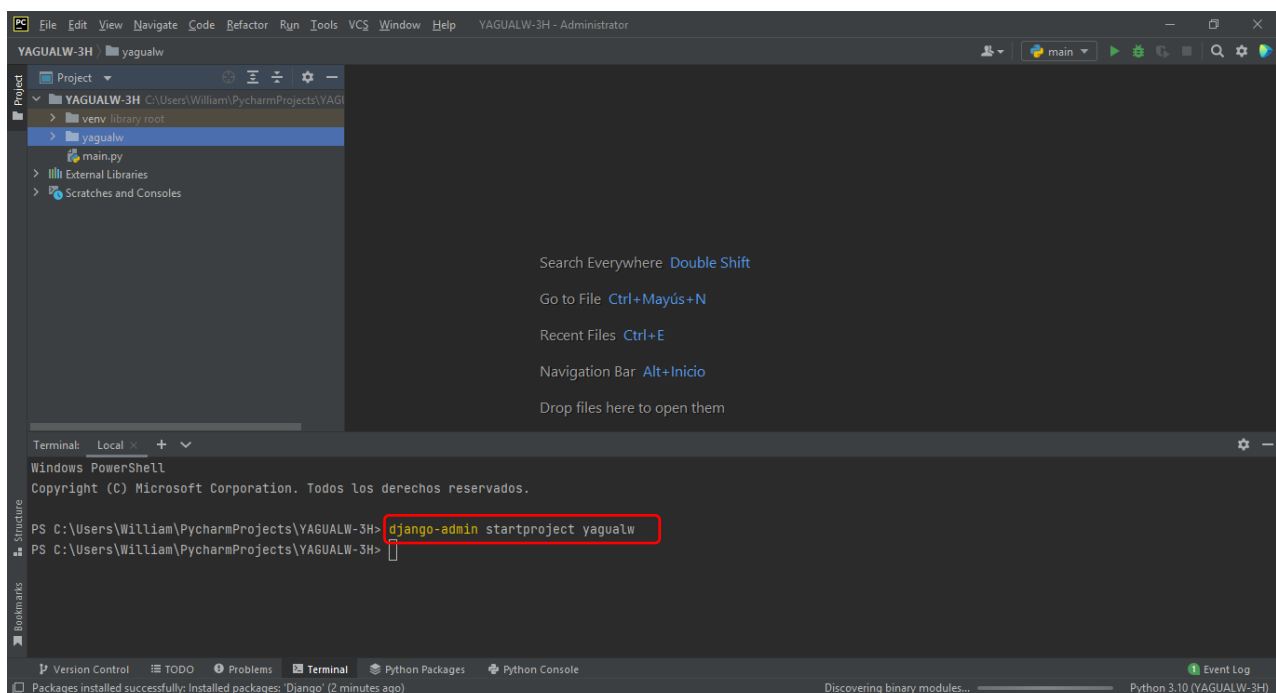 PC File Edit View Navigate Code Refactor Run Tools VCS Window Help YAGUALW-3H - Administrator
YAGUALW-3H yagualw main
Project
Project
YAGUALW-3H C:\Users\William\PycharmProjects\YAG
venv library root
yagualw
main.py
External Libraries
Scratches and Consoles
Search Everywhere Double Shift
Go to File Ctrl+Mayús+N
Recent Files Ctrl+E
Navigation Bar Alt+Inicio
Drop files here to open them
Terminal: Local
Windows PowerShell
Copyright (C) Microsoft Corporation. Todos los derechos reservados.
PS C:\Users\William\PycharmProjects\YAGUALW-3H> django-admin startproject yagualw
PS C:\Users\William\PycharmProjects\YAGUALW-3H>
Structure
Bookmarks
Version Control TODO Problems Terminal Python Packages Python Console 1 Event Log
Packages installed successfully: Installed packages: 'Django' (2 minutes ago) Discovering binary modules... Python 3.10 (YAGUALW-3H)